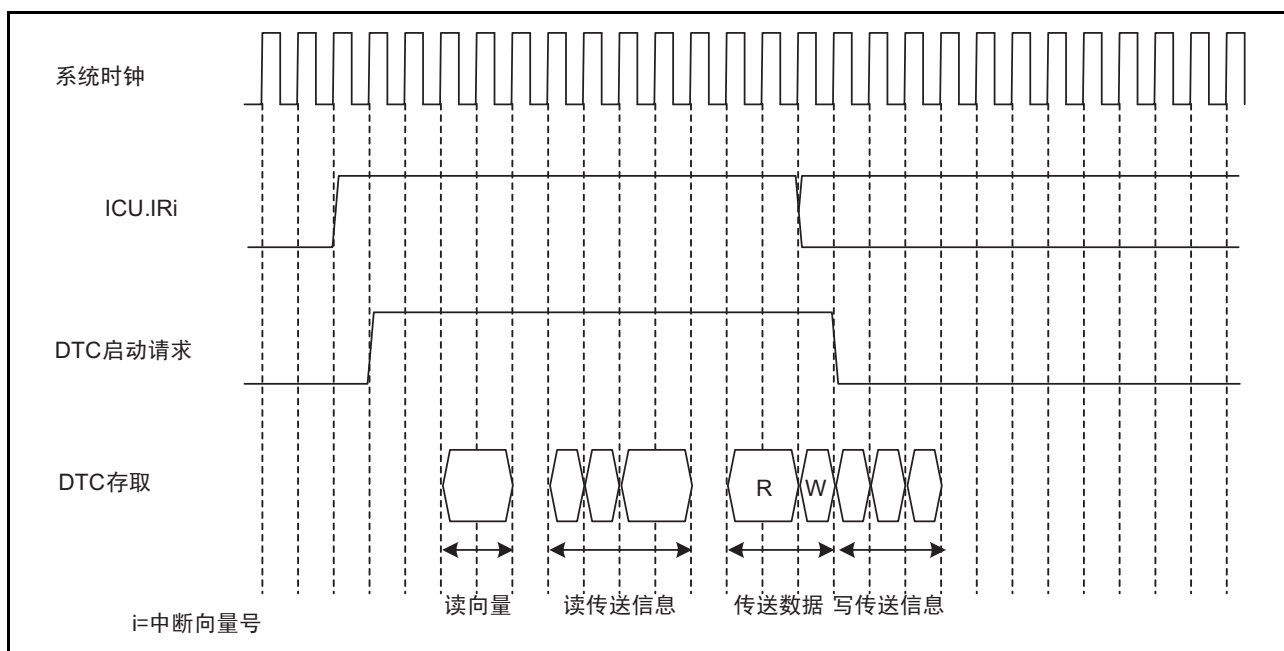 系统时钟
ICU.IRi
DTC启动请求
DTC存取
R W
读向量 读传送信息 传送数据 写传送信息
i=中断向量号